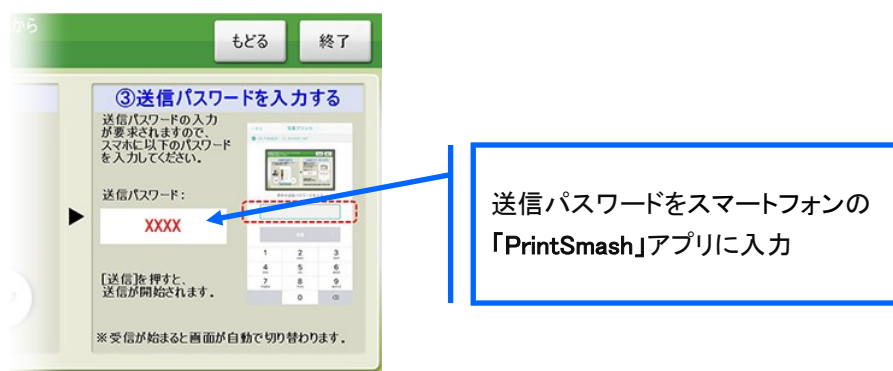 から
もどる
終了
③送信パスワードを入力する
送信パスワードの入力
が要求されますので、
スマホに以下のパスワード
を入力してください。
送信パスワード：
XXXX
[送信]を押すと、
送信が開始されます。
※受信が始まると画面が自動で切り替わります。
写真プリント
1 2 3
4 5 6
7 8 9
0
送信パスワードをスマートフォンの
「PrintSmash」アプリに入力